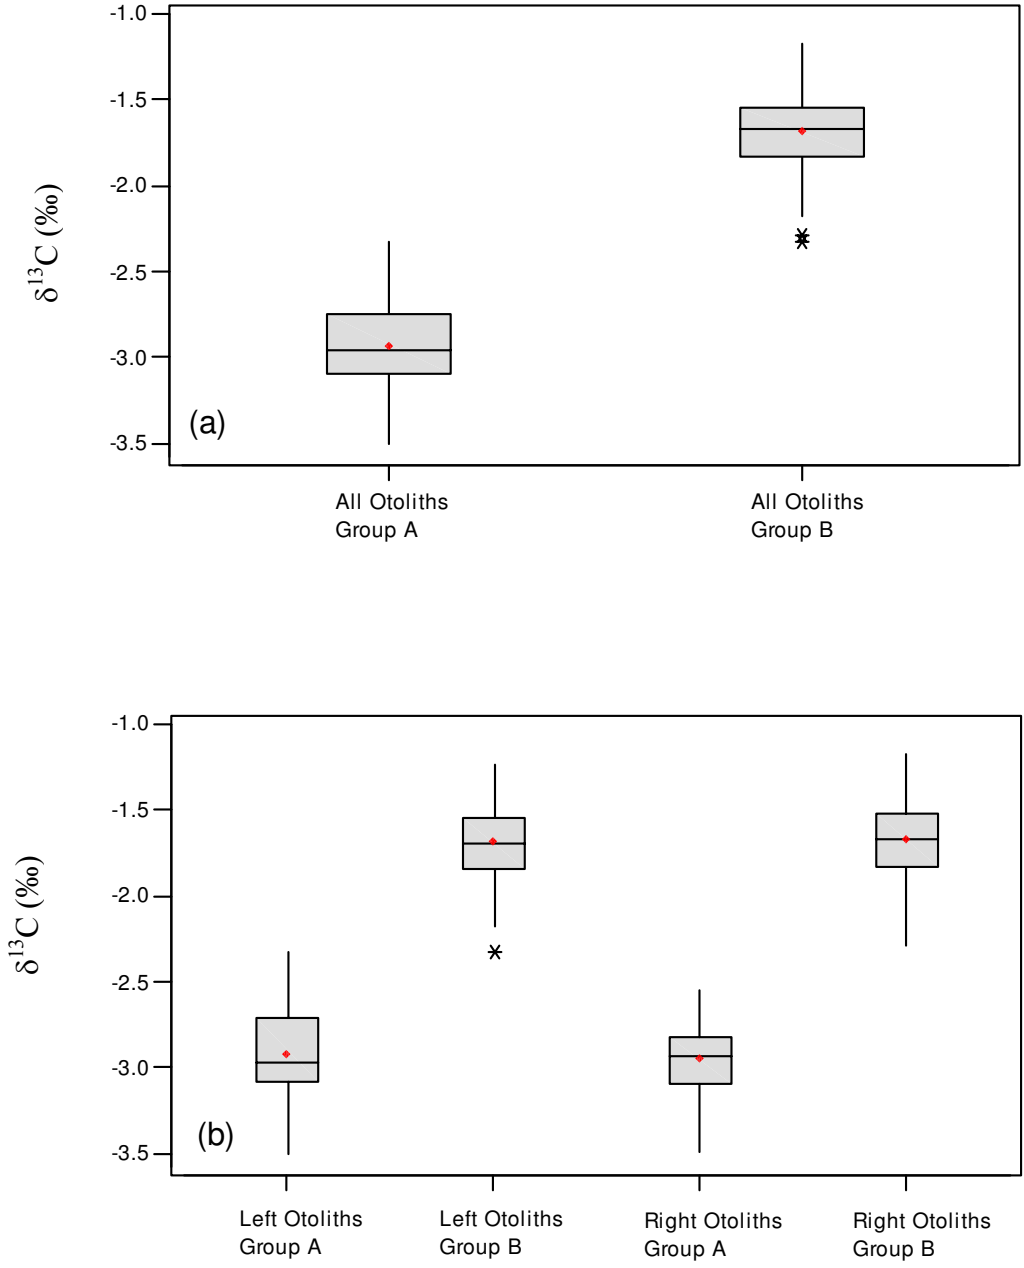 -1.0
-1.5
-2.0
-2.5
-3.0
-3.5
δ¹³C (‰)
(a)
All Otoliths
Group A
All Otoliths
Group B
-1.0
-1.5
-2.0
-2.5
-3.0
-3.5
δ¹³C (‰)
(b)
Left Otoliths
Group A
Left Otoliths
Group B
Right Otoliths
Group A
Right Otoliths
Group B